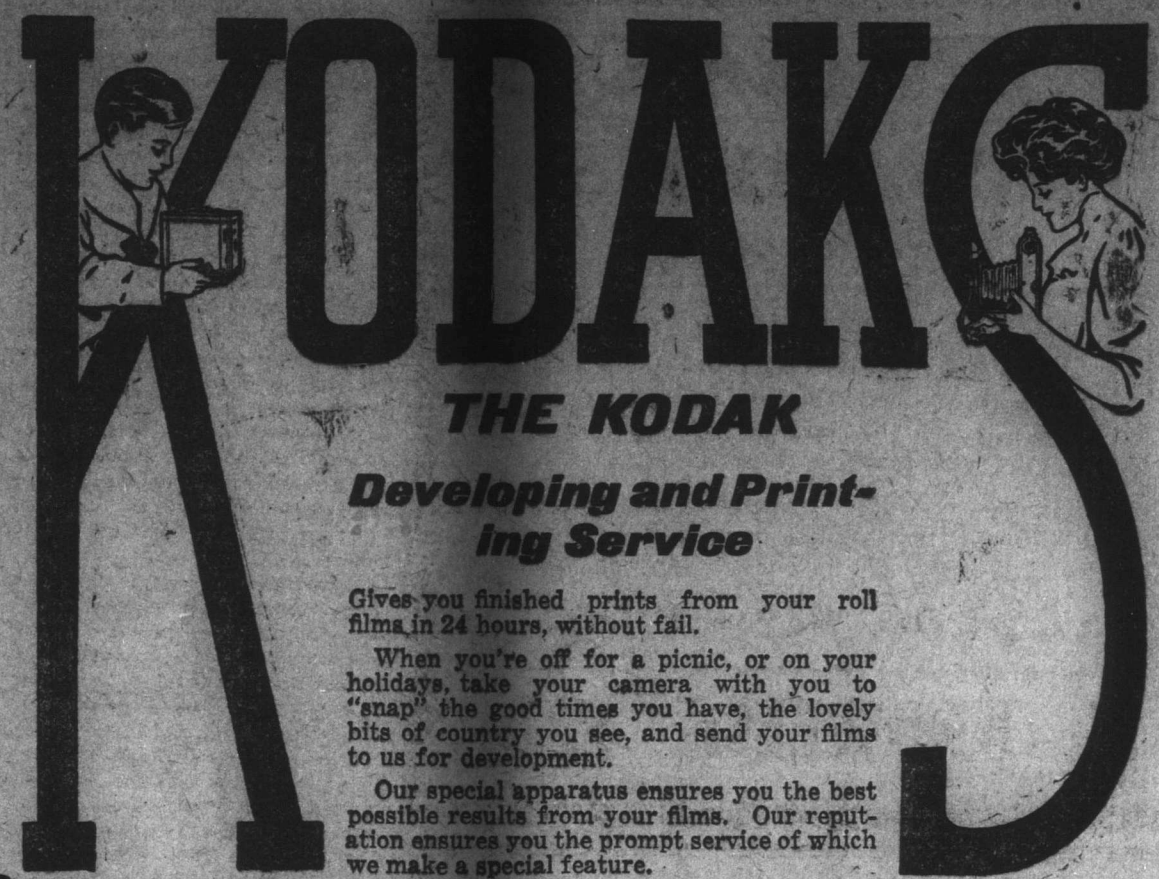 KODAKS
THE KODAK
Developing and Print-
ing Service
Gives you finished prints from your roll
films in 24 hours, without fail.
When you're off for a picnic, or on your
holidays, take your camera with you to
"snap" the good times you have, the lovely
bits of country you see, and send your films
to us for development.
Our special apparatus ensures you the best
possible results from your films. Our reput-
ation ensures you the prompt service of which
we make a special feature.